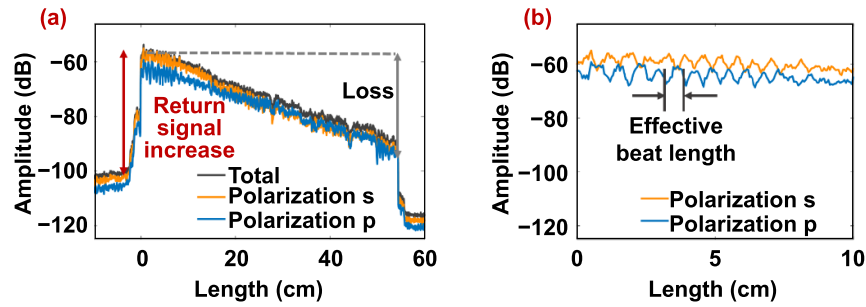 (a)
Amplitude (dB)
−60
−80
−100
−120
Return
signal
increase
Loss
Total
Polarization s
Polarization p
0
20
40
60
Length (cm)
(b)
Amplitude (dB)
−60
−80
−100
−120
Effective
beat length
Polarization s
Polarization p
0
5
10
Length (cm)